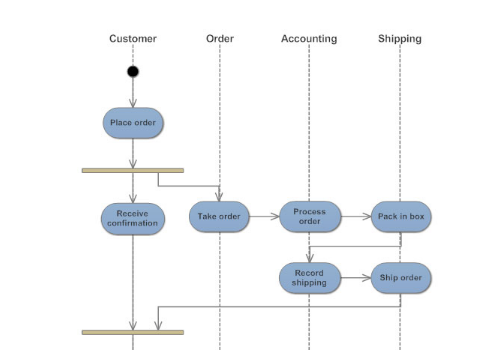 Customer
Order
Accounting
Shipping
Place order
Receive
confirmation
Take order
Process
order
Pack in box
Record
shipping
Ship order